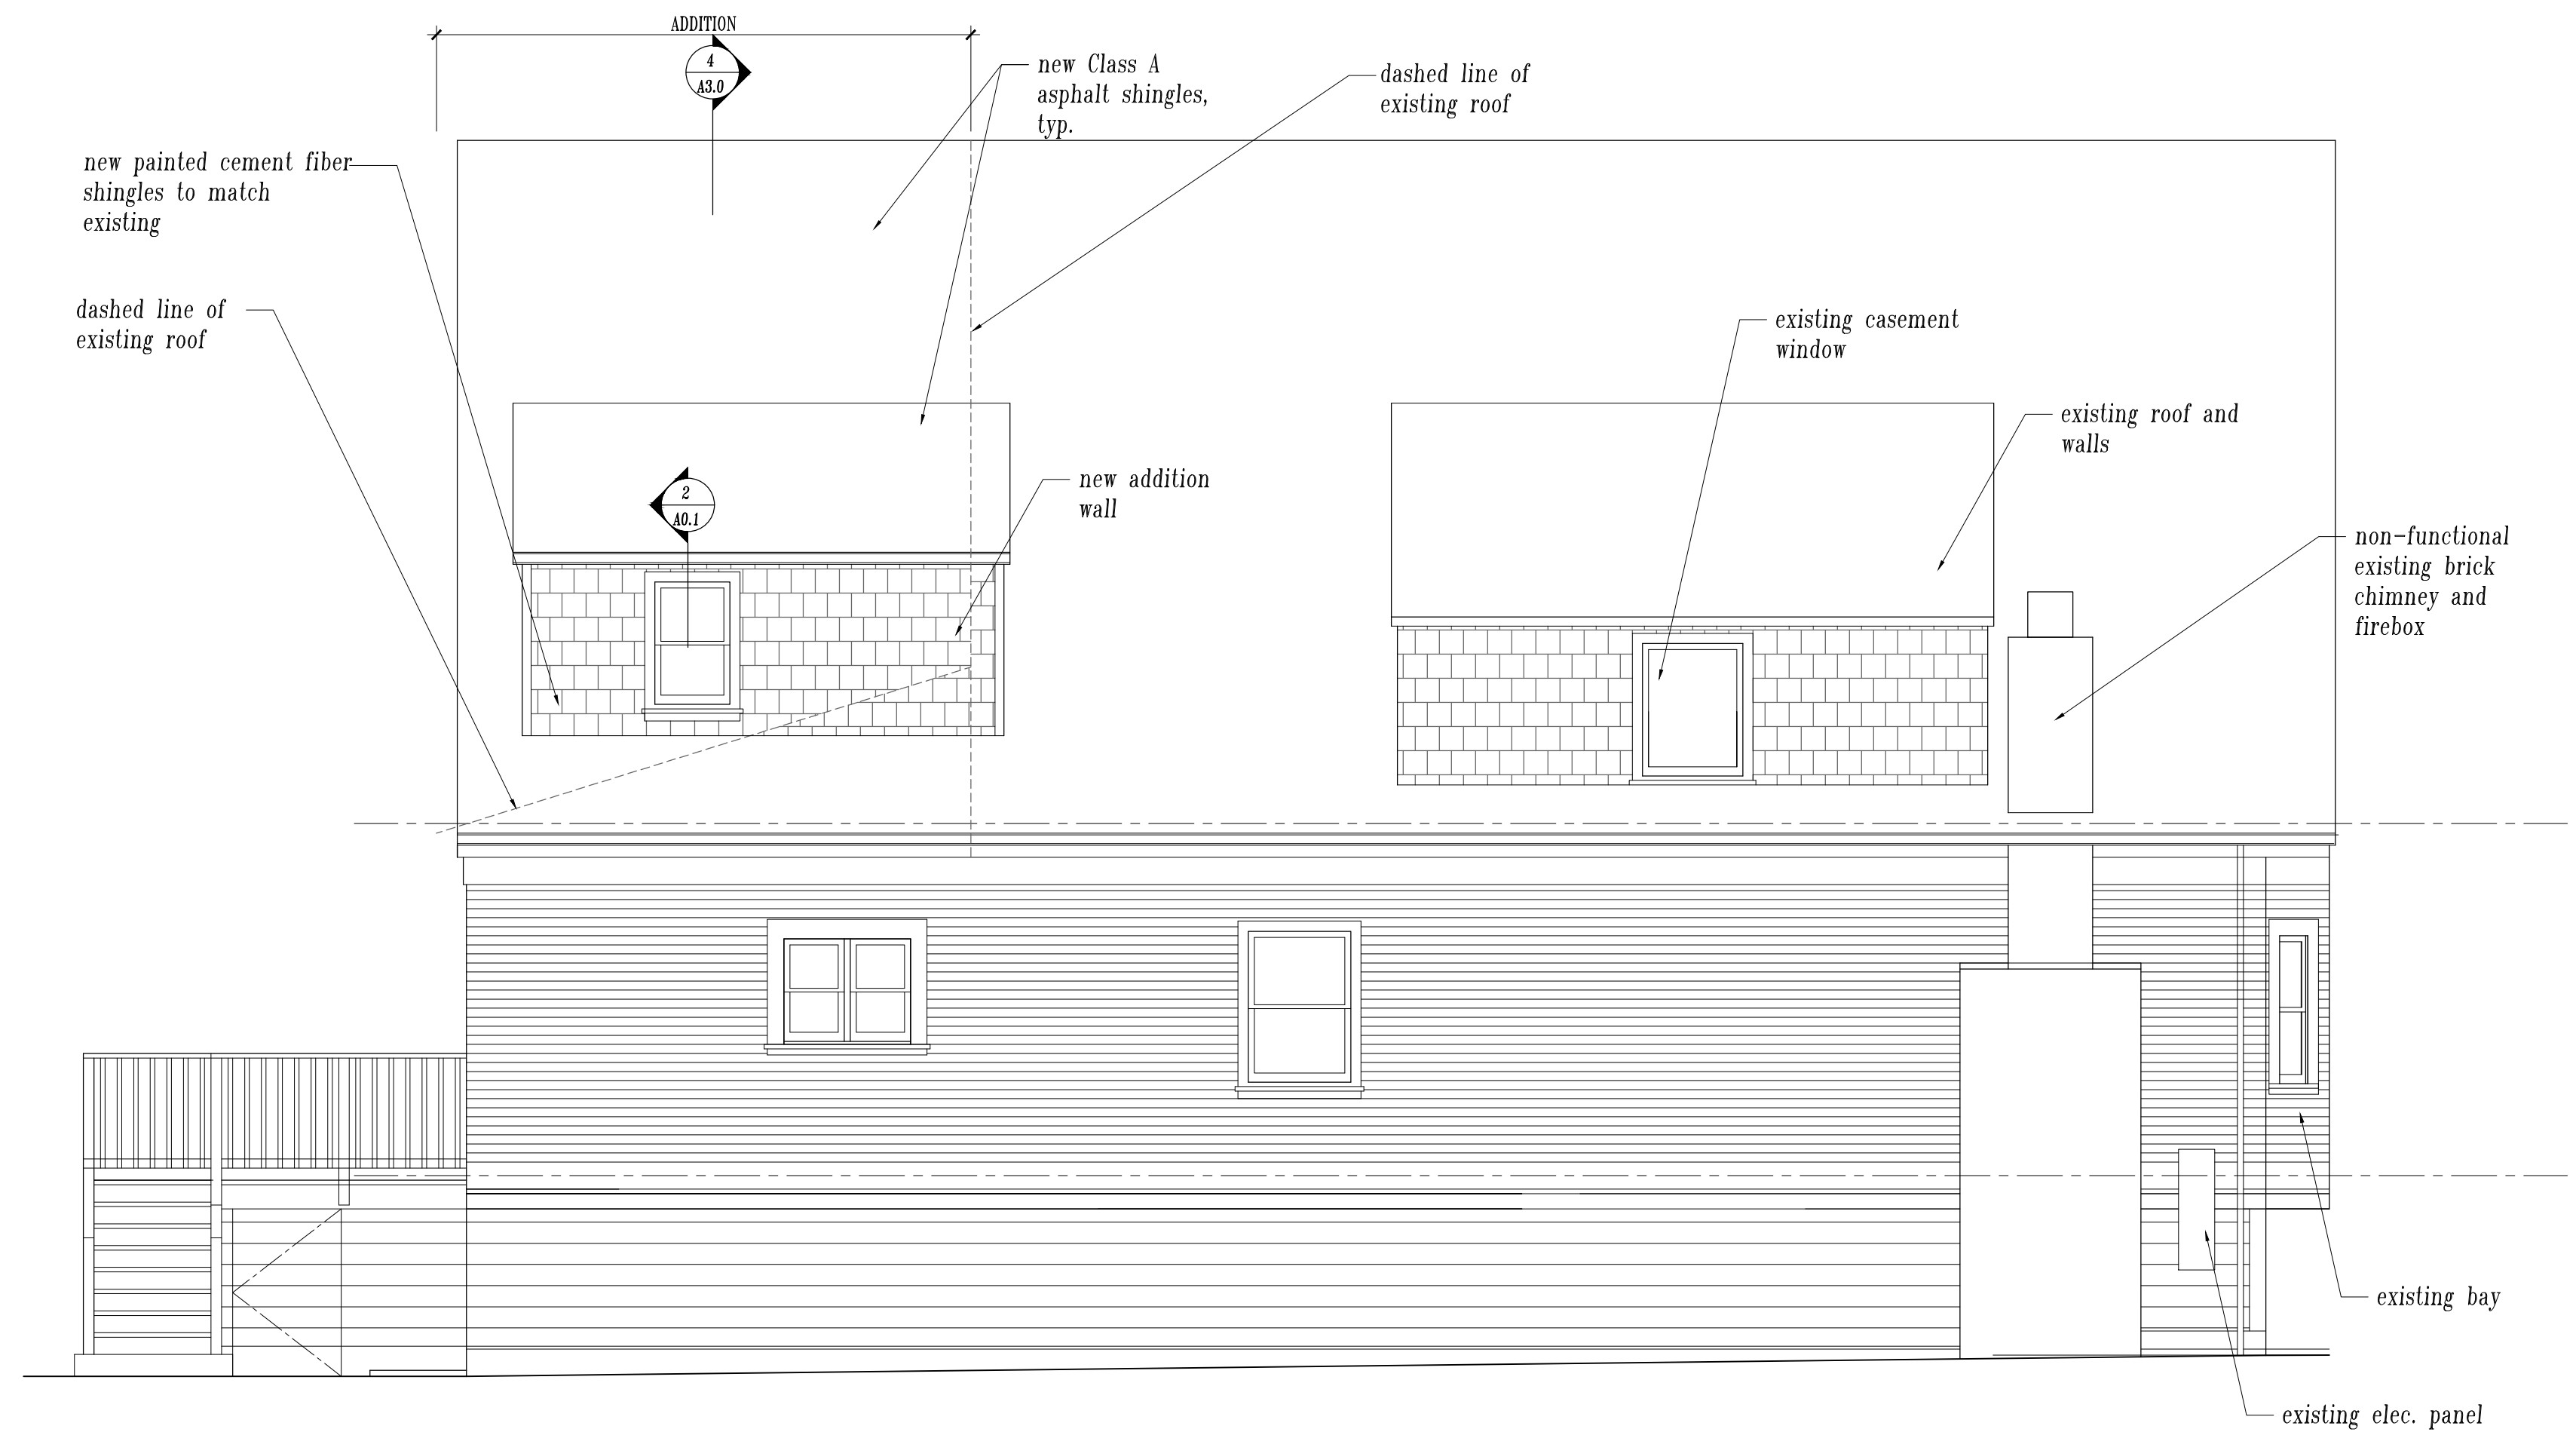 ADDITION
4
A3.0
new Class A
asphalt shingles,
typ.
dashed line of
existing roof
new painted cement fiber
shingles to match
existing
dashed line of
existing roof
existing casement
window
existing roof and
walls
new addition
wall
2
A0.1
non-functional
existing brick
chimney and
firebox
existing bay
existing elec. panel